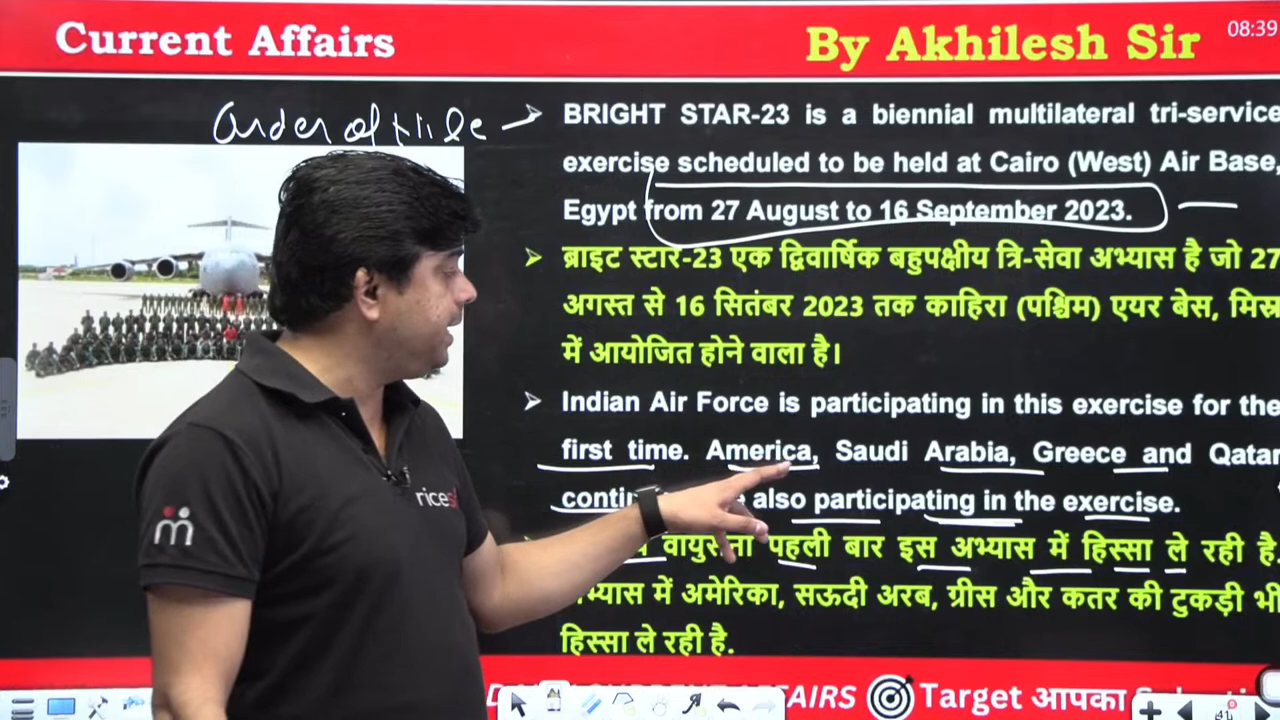 Current Affairs
By Akhilesh Sir
08:39
Order of Nile
BRIGHT STAR-23 is a biennial multilateral tri-service
exercise scheduled to be held at Cairo (West) Air Base,
Egypt from 27 August to 16 September 2023.
ब्राइट स्टार-23 एक द्विवार्षिक बहुपक्षीय त्रि-सेवा अभ्यास है जो 27
अगस्त से 16 सितंबर 2023 तक काहिरा (पश्चिम) एयर बेस, मिस्र
में आयोजित होने वाला है।
Indian Air Force is participating in this exercise for the
first time. America, Saudi Arabia, Greece and Qatar
also participating in the exercise.
वायुसेना पहली बार इस अभ्यास में हिस्सा ले रही है.
में अमेरिका, सऊदी अरब, ग्रीस और कतर की टुकड़ी भी
हिस्सा ले रही है.
AFFAIRS
Target आपका